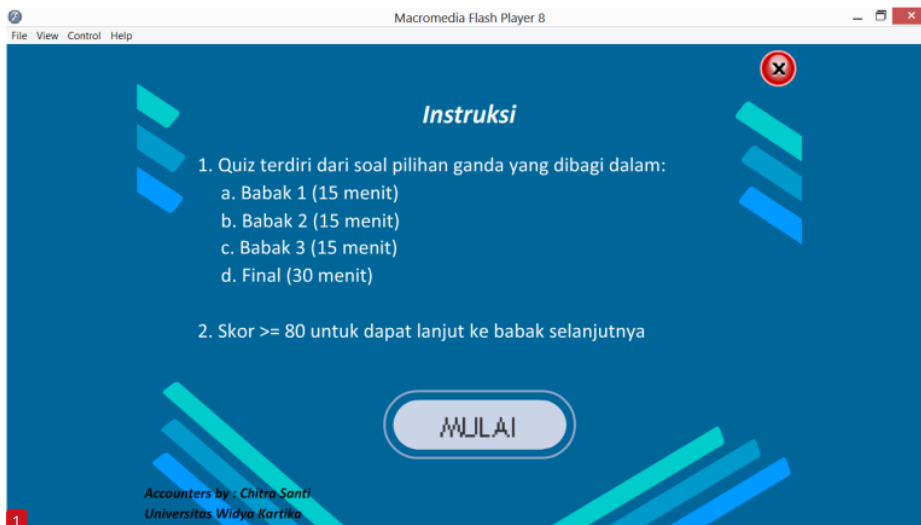 Macromedia Flash Player 8
File View Control Help
Instruksi
1. Quiz terdiri dari soal pilihan ganda yang dibagi dalam:
a. Babak 1 (15 menit)
b. Babak 2 (15 menit)
c. Babak 3 (15 menit)
d. Final (30 menit)
2. Skor >= 80 untuk dapat lanjut ke babak selanjutnya
MULAI
Accounters by : Chitra Santi
Universitas Widya Kartika
1